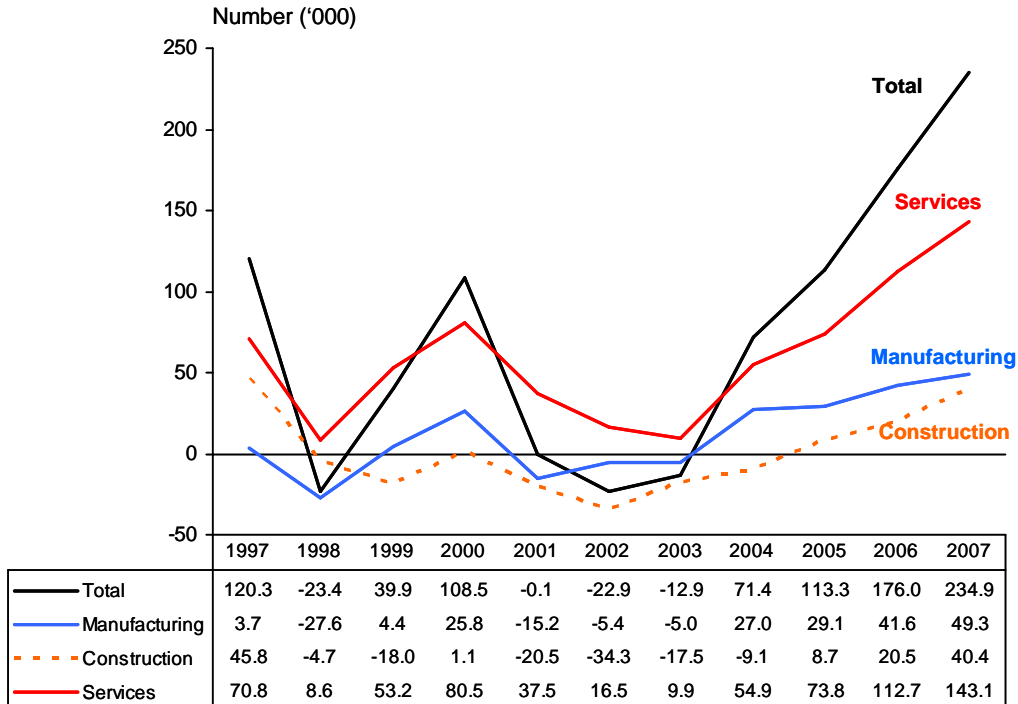 Number (‘000)
250
Total
200
Services
150
100
Manufacturing
50
Construction
0
-50
1997 1998 1999 2000 2001 2002 2003 2004 2005 2006 2007
Total 120.3 -23.4 39.9 108.5 -0.1 -22.9 -12.9 71.4 113.3 176.0 234.9
Manufacturing 3.7 -27.6 4.4 25.8 -15.2 -5.4 -5.0 27.0 29.1 41.6 49.3
Construction 45.8 -4.7 -18.0 1.1 -20.5 -34.3 -17.5 -9.1 8.7 20.5 40.4
Services 70.8 8.6 53.2 80.5 37.5 16.5 9.9 54.9 73.8 112.7 143.1